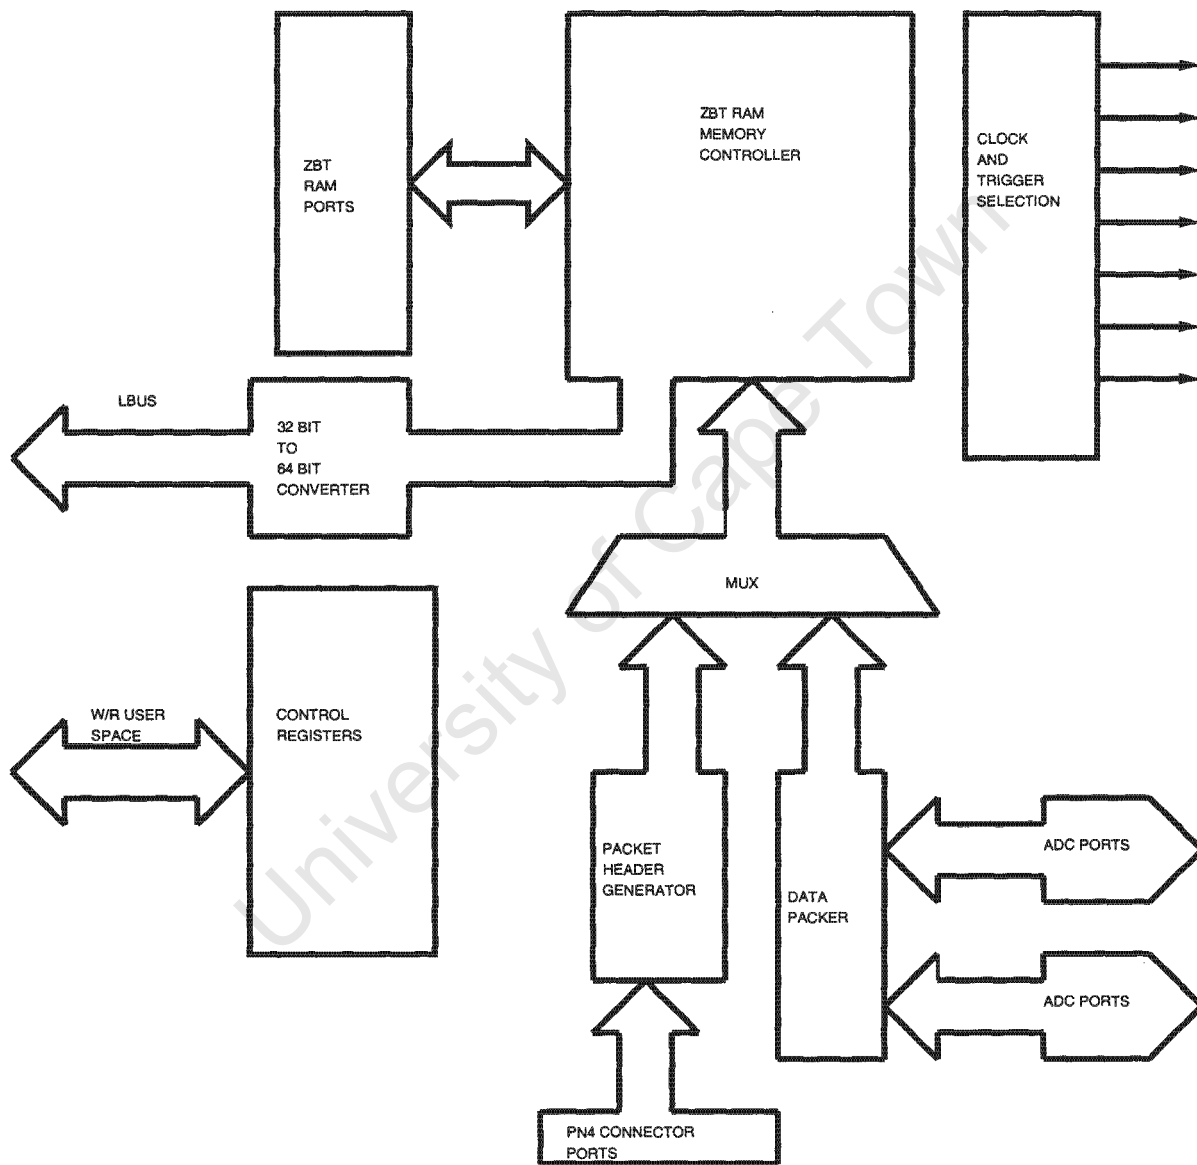 ZBT
RAM
PORTS
ZBT RAM
MEMORY
CONTROLLER
CLOCK
AND
TRIGGER
SELECTION
LBUS
32 BIT
TO
64 BIT
CONVERTER
MUX
W/R USER
SPACE
CONTROL
REGISTERS
PACKET
HEADER
GENERATOR
DATA
PACKER
ADC PORTS
ADC PORTS
PN4 CONNECTOR
PORTS
University of Cape Town